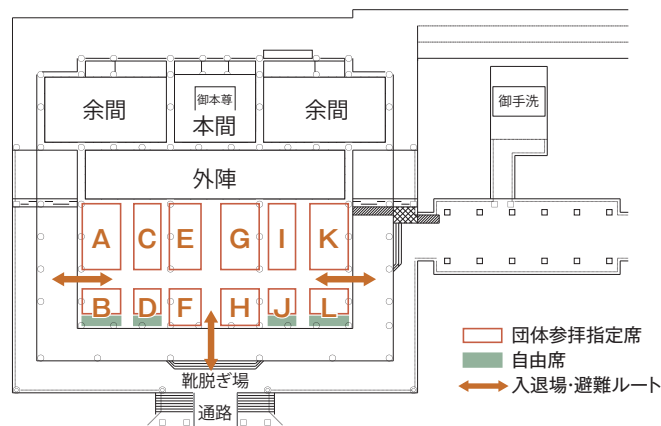 御本尊
余間
本間
余間
御手洗
外陣
A C E G I K
B D F H J L
団体参拝指定席
自由席
入退場・避難ルート
靴脱ぎ場
通路